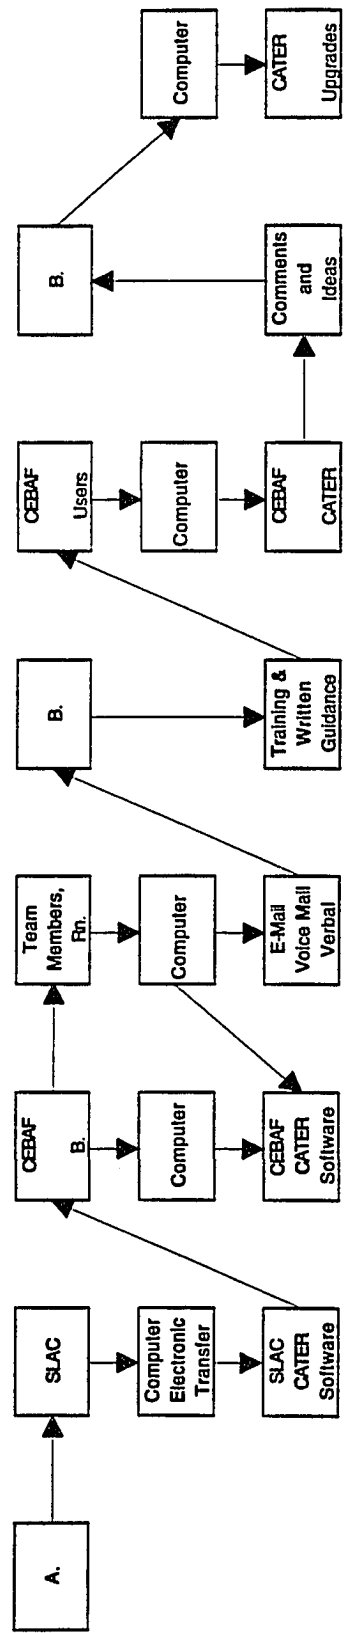 A.
SLAC
Computer
Electronic
Transfer
SLAC
CATER
Software
CEBAF
B.
Computer
CEBAF
CATER
Software
Team
Members,
Rn.
Computer
E-Mail
Voice Mail
Verbal
B.
Training &
Written
Guidance
CEBAF
Users
Computer
CEBAF
CATER
B.
Comments
and
Ideas
Computer
CATER
Upgrades